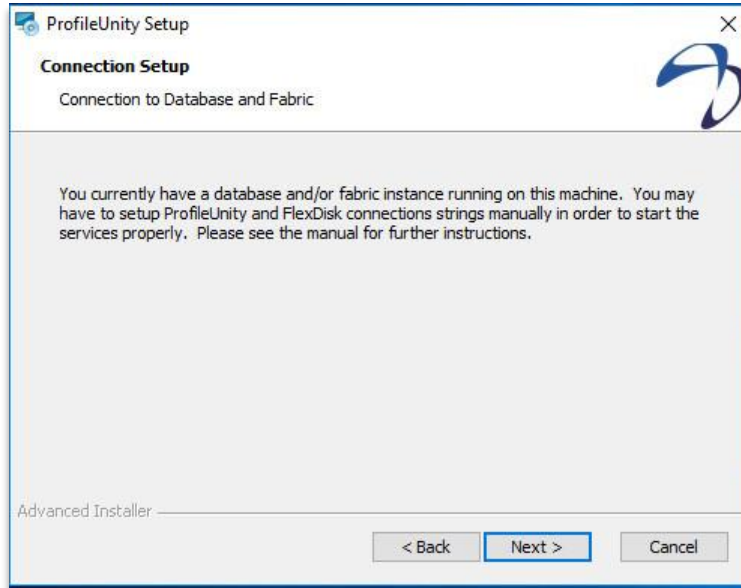 ProfileUnity Setup
Connection Setup
Connection to Database and Fabric
You currently have a database and/or fabric instance running on this machine.  You may
have to setup ProfileUnity and FlexDisk connections strings manually in order to start the
services properly.  Please see the manual for further instructions.
Advanced Installer
< Back
Next >
Cancel